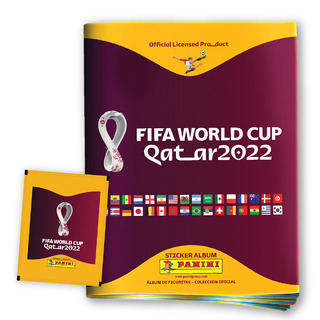 Official Licensed Product
FIFA WORLD CUP
Qatar2022
STICKER ALBUM
PANINI
www.paninigroup.com
ÁLBUM DE FIGURITAS - COLECCIÓN OFICIAL
FIFA WORLD CUP
Qatar2022
PANINI